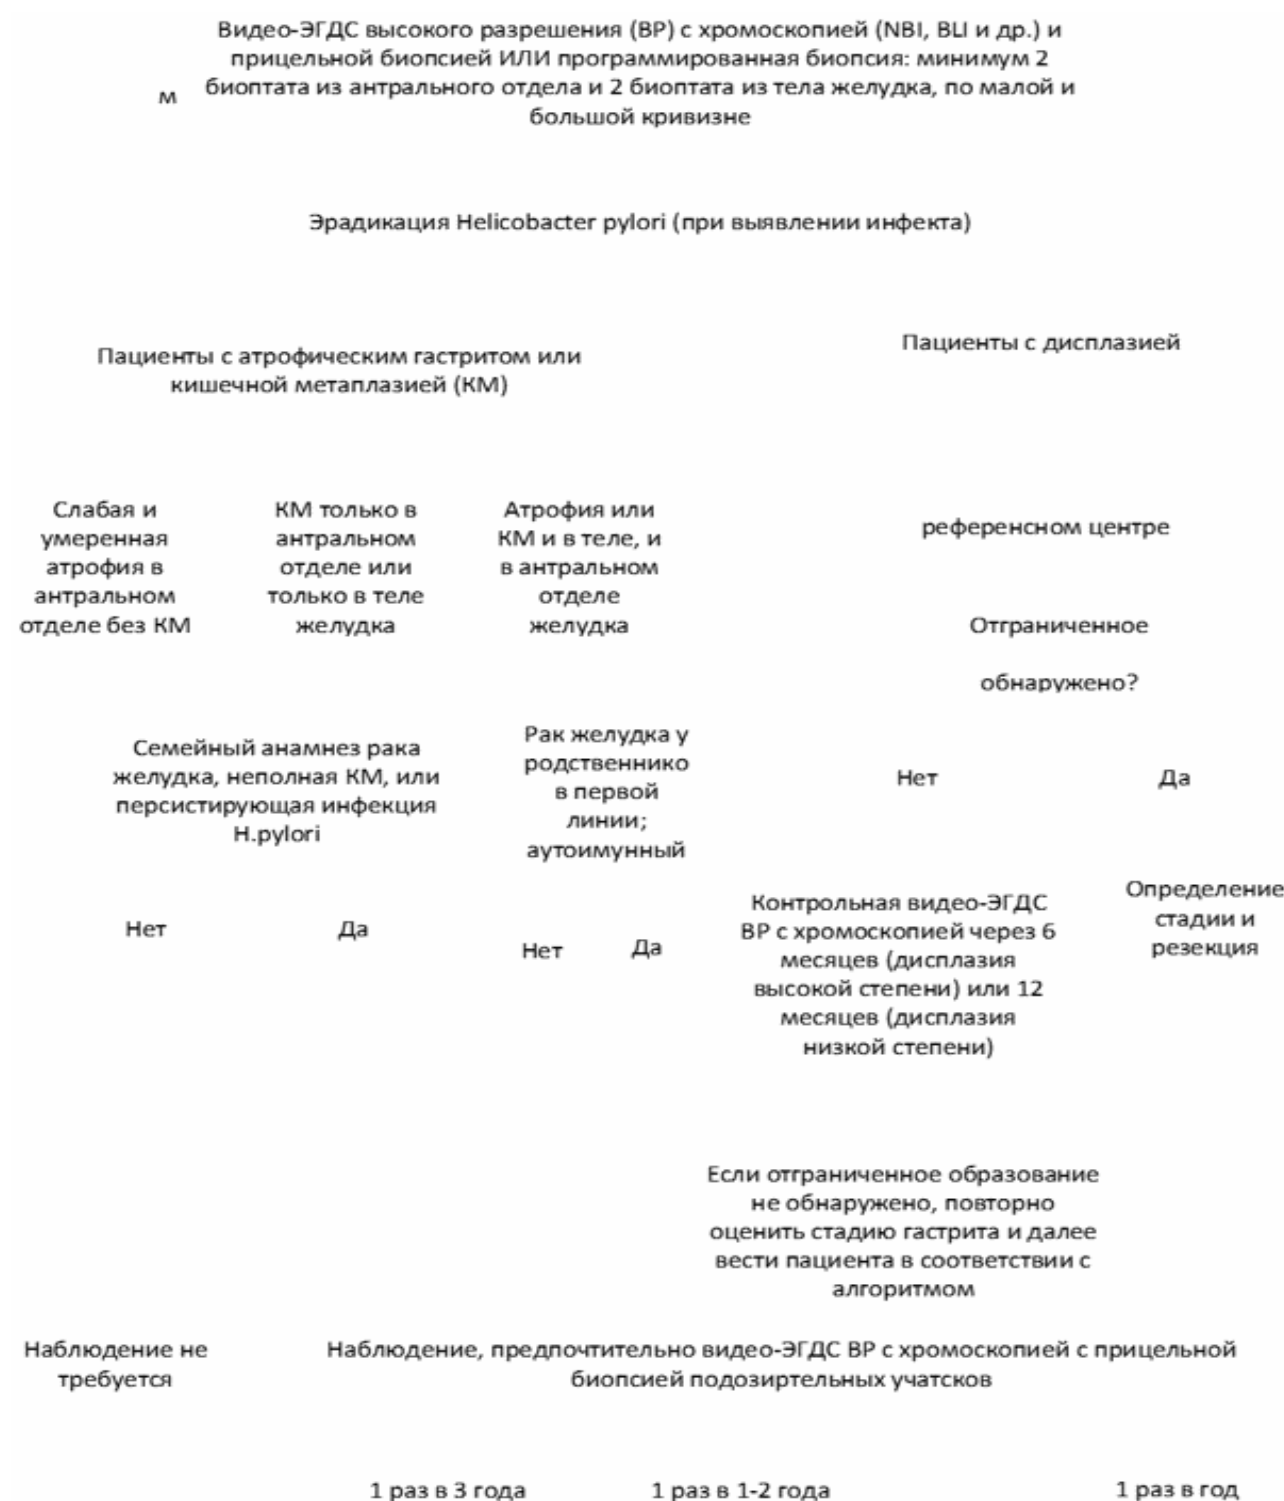 Видео-ЭГДС высокого разрешения (ВР) с хромоскопией (NBI, BLI и др.) и
прицельной биопсией ИЛИ программированная биопсия: минимум 2
м
биоптата из антрального отдела и 2 биоптата из тела желудка, по малой и
большой кривизне
Эрадикация Helicobacter pylori (при выявлении инфекта)
Пациенты с атрофическим гастритом или
кишечной метаплазией (КМ)
Пациенты с дисплазией
Слабая и
умеренная
атрофия в
антральном
отделе без КМ
КМ только в
антральном
отделе или
только в теле
желудка
Атрофия или
КМ и в теле, и
в антральном
отделе
желудка
референсном центре
Отграниченное
обнаружено?
Семейный анамнез рака
желудка, неполная КМ, или
персистирующая инфекция
H.pylori
Рак желудка у
родственнико
в первой
линии;
аутоимунный
Нет
Да
Нет
Да
Нет
Да
Контрольная видео-ЭГДС
ВР с хромоскопией через 6
месяцев (дисплазия
высокой степени) или 12
месяцев (дисплазия
низкой степени)
Определение
стадии и
резекция
Если отграниченное образование
не обнаружено, повторно
оценить стадию гастрита и далее
вести пациента в соответствии с
алгоритмом
Наблюдение не
требуется
Наблюдение, предпочтительно видео-ЭГДС ВР с хромоскопией с прицельной
биопсией подозиртельных учатсков
1 раз в 3 года
1 раз в 1-2 года
1 раз в год